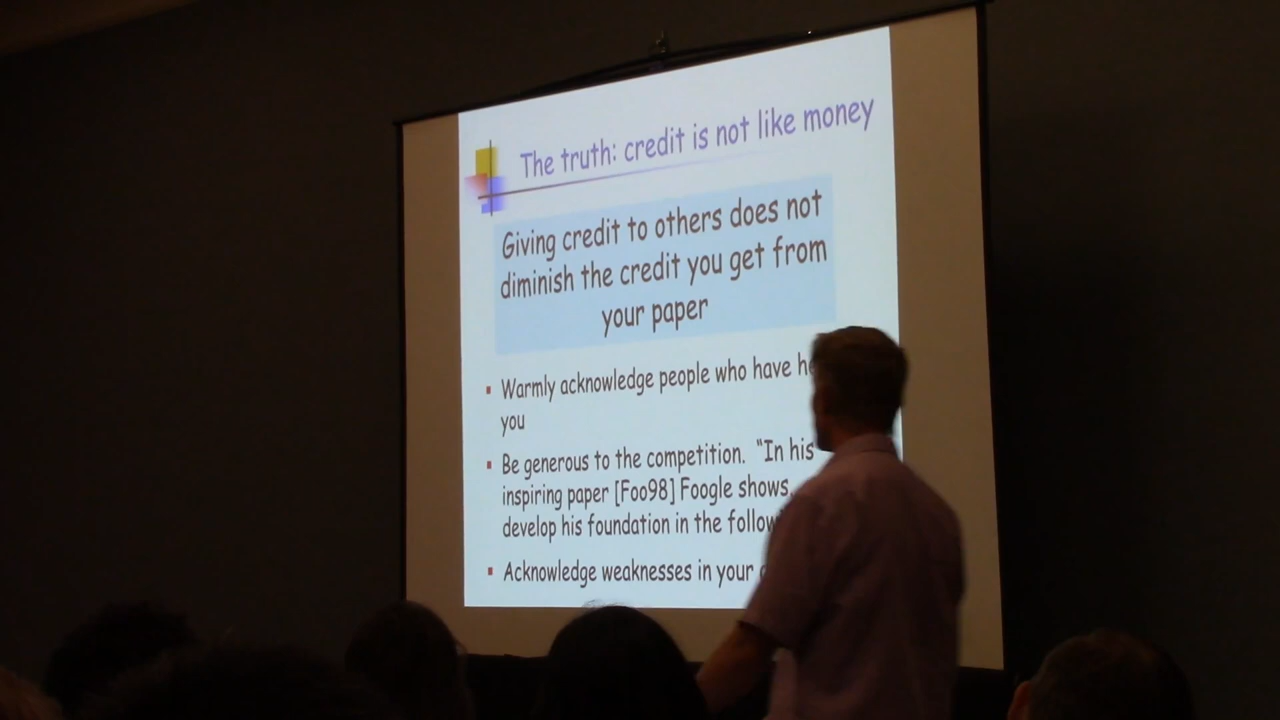 The truth: credit is not like money
Giving credit to others does not
diminish the credit you get from
your paper
Warmly acknowledge people who have
you
Be generous to the competition. "In his
inspiring paper [Foo98] Foogle shows.
develop his foundation in the
Acknowledge weaknesses in your